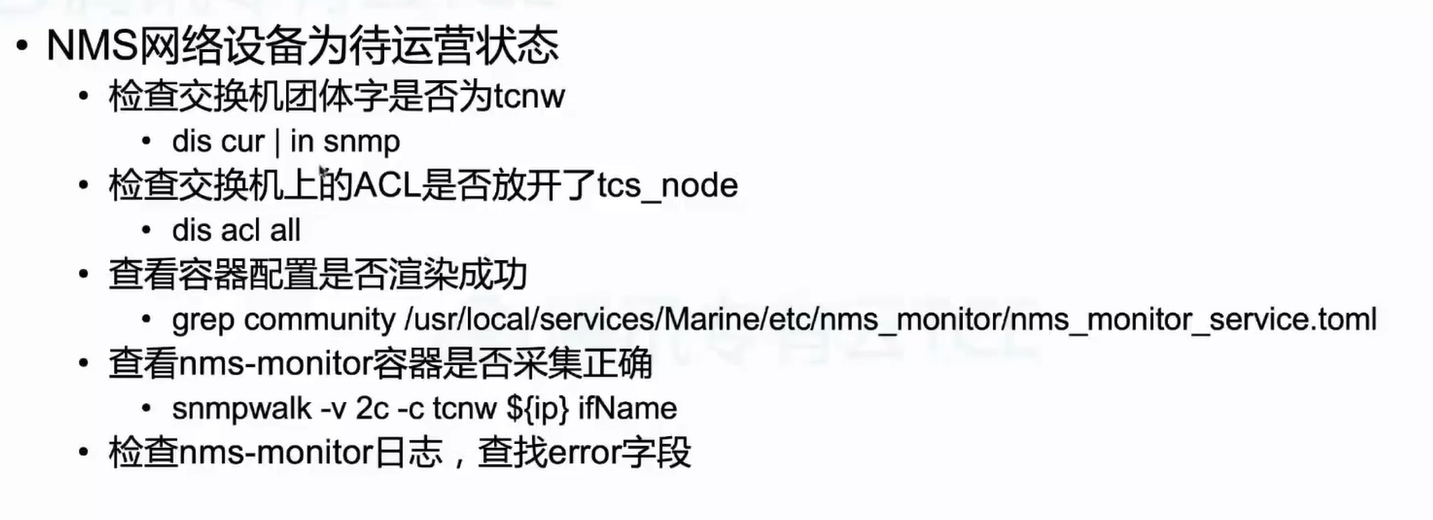 • NMS网络设备为待运营状态
• 检查交换机团体字是否为tcnw
• dis cur | in snmp
• 检查交换机上的ACL是否放开了tcs_node
• dis acl all
• 查看容器配置是否渲染成功
• grep community /usr/local/services/Marine/etc/nms_monitor/nms_monitor_service.toml
• 查看nms-monitor容器是否采集正确
• snmpwalk -v 2c -c tcnw ${ip} ifName
• 检查nms-monitor日志，查找error字段